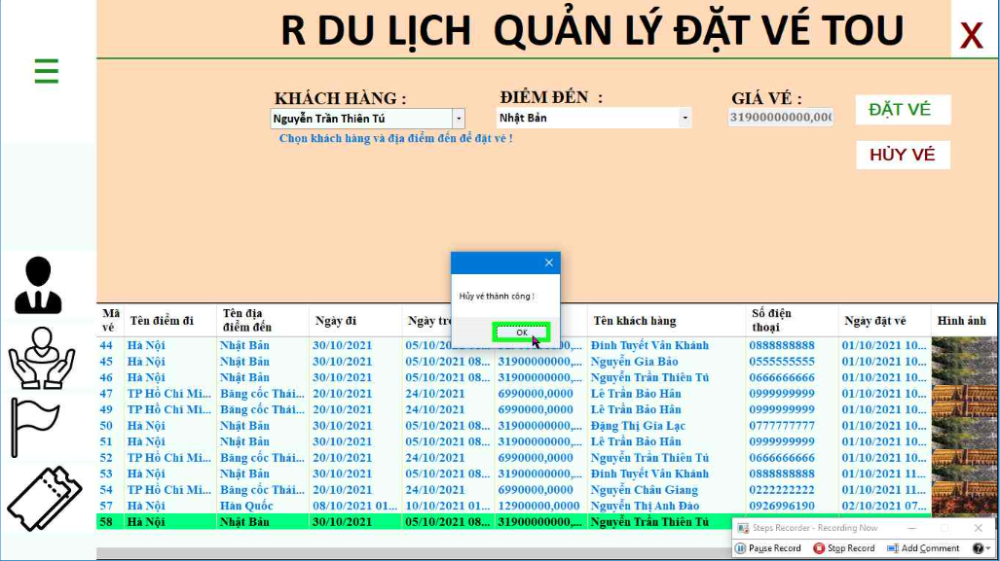 R DU LỊCH  QUẢN LÝ ĐẶT VÉ TOU
X
KHÁCH HÀNG :
ĐIỂM ĐẾN :
GIÁ VÉ :
Nguyễn Trần Thiên Tú
Nhật Bản
31900000000,00(
ĐẶT VÉ
Chọn khách hàng và địa điểm đến để đặt vé !
HỦY VÉ
Hủy vé thành công !
OK
Mã vé Tên điểm đi Tên địa điểm đến Ngày đi Ngày trở Tên khách hàng Số điện thoại Ngày đặt vé Hình ảnh
44 Hà Nội Nhật Bản 30/10/2021 05/10/20 00,... Đinh Tuyết Vân Khánh 0888888888 01/10/2021 10...
45 Hà Nội Nhật Bản 30/10/2021 05/10/2021 08... 31900000000,... Nguyễn Gia Bảo 0555555555 01/10/2021 10...
46 Hà Nội Nhật Bản 30/10/2021 05/10/2021 08... 31900000000,... Nguyễn Trần Thiên Tú 0666666666 01/10/2021 10...
47 TP Hồ Chí Mi... Băng cốc Thái... 20/10/2021 24/10/2021 6990000,0000 Lê Trần Bảo Hân 0999999999 01/10/2021 10...
49 TP Hồ Chí Mi... Băng cốc Thái... 20/10/2021 24/10/2021 6990000,0000 Lê Trần Bảo Hân 0999999999 01/10/2021 10...
50 Hà Nội Nhật Bản 30/10/2021 05/10/2021 08... 31900000000,... Đặng Thị Gia Lạc 0777777777 01/10/2021 10...
51 Hà Nội Nhật Bản 30/10/2021 05/10/2021 08... 31900000000,... Lê Trần Bảo Hân 0999999999 01/10/2021 10...
52 TP Hồ Chí Mi... Băng cốc Thái... 20/10/2021 24/10/2021 6990000,0000 Nguyễn Trần Thiên Tú 0666666666 01/10/2021 10...
53 Hà Nội Nhật Bản 30/10/2021 05/10/2021 08... 31900000000,... Đinh Tuyết Vân Khánh 0888888888 01/10/2021 11...
54 TP Hồ Chí Mi... Băng cốc Thái... 20/10/2021 24/10/2021 6990000,0000 Nguyễn Châu Giang 0222222222 01/10/2021 11...
57 Hà Nội Hàn Quốc 08/10/2021 01... 10/10/2021 01... 12900000,0000 Nguyễn Thị Anh Đào 0926996190 02/10/2021 07...
58 Hà Nội Nhật Bản 30/10/2021 05/10/2021 08... 31900000000,... Nguyễn Trần Thiên Tú
Steps Recorder - Recording Now
Pause Record Stop Record Add Comment